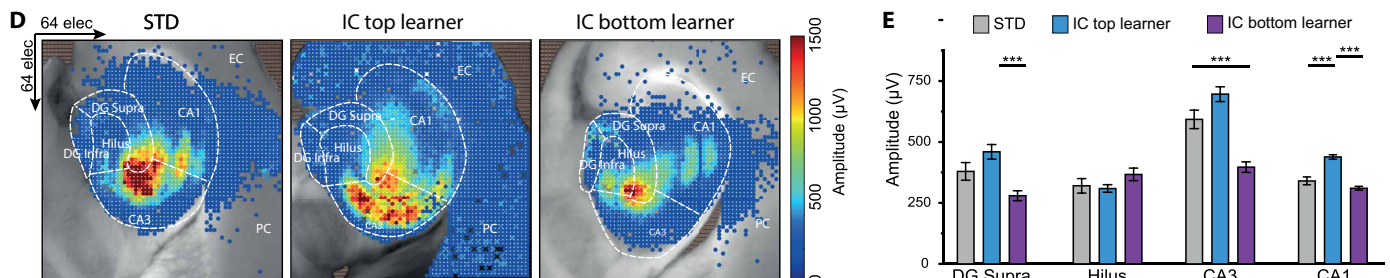 D
STD
IC top learner
IC bottom learner
64 elec
64 elec
EC
DG Supra
CA1
Hilus
DG Infra
CA3
PC
EC
DG Supra
CA1
Hilus
DG Infra
CA3
PC
EC
DG Supra
CA1
Hilus
DG Infra
CA3
PC
1500
1000
500
0
Amplitude (μV)
E
-
STD
IC top learner
IC bottom learner
***
***
***
***
750
500
250
0
Amplitude (μV)
DG Supra
Hilus
CA3
CA1